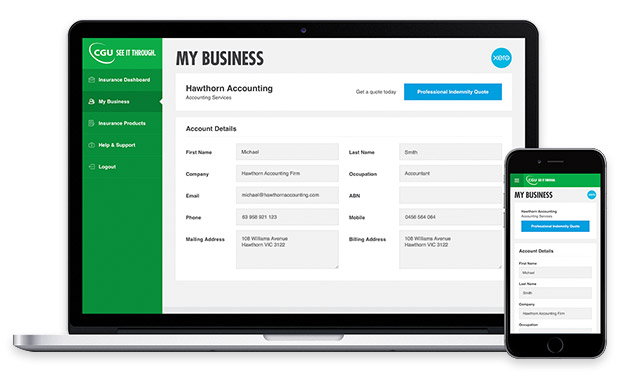 CGU SEE IT THROUGH.
Insurance Dashboard
My Business
Insurance Products
Help & Support
Logout
MY BUSINESS
xero
Hawthorn Accounting
Accounting Services
Get a quote today
Professional Indemnity Quote
Account Details
First Name
Michael
Last Name
Smith
Company
Hawthorn Accounting Firm
Occupation
Accountant
Email
michael@hawthornaccounting.com
ABN
Phone
83 958 921 123
Mobile
0456 564 084
Mailing Address
108 Williams Avenue
Hawthorn VIC 3122
Billing Address
108 Williams Avenue
Hawthorn VIC 3122
CGU SEE IT THROUGH.
MY BUSINESS
xero
Hawthorn Accounting
Accounting Services
Professional Indemnity Quote
Account Details
First Name
Michael
Last Name
Smith
Company
Hawthorn Accounting Firm
Occupation